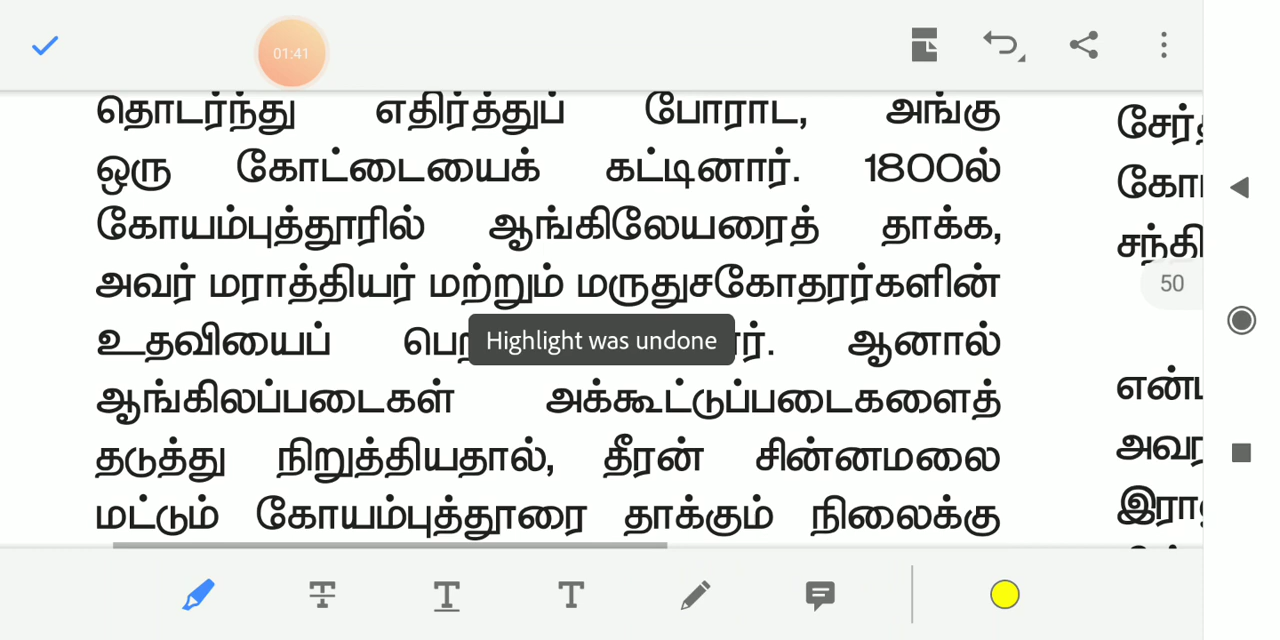 01:41
தொடர்ந்து எதிர்த்துப் போராட, அங்கு
ஒரு கோட்டையைக் கட்டினார். 1800ல்
கோயம்புத்தூரில் ஆங்கிலேயரைத் தாக்க,
அவர் மராத்தியர் மற்றும் மருதுசகோதரர்களின்
உதவியைப் ஆனால்
Highlight was undone
ஆங்கிலப்படைகள் அக்கூட்டுப்படைகளைத்
தடுத்து நிறுத்தியதால், தீரன் சின்னமலை
மட்டும் கோயம்புத்தூரை தாக்கும் நிலைக்கு
50